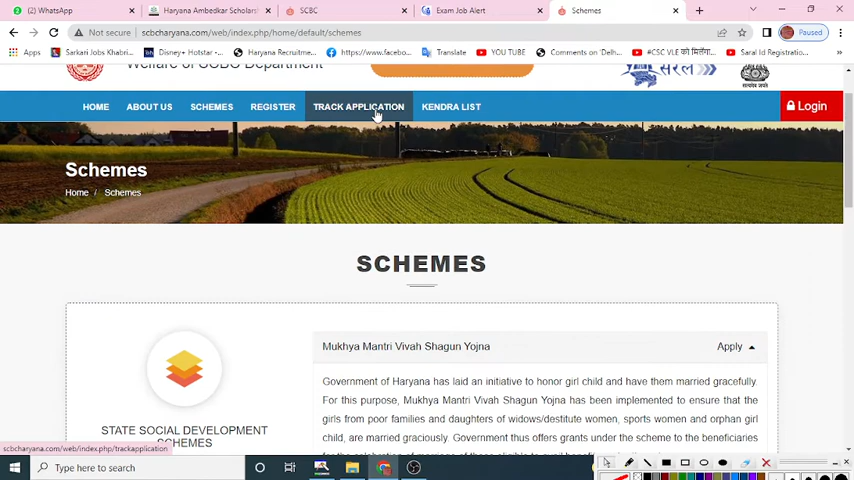 (2) WhatsApp
Haryana Ambedkar Scholarsh
SCBC
Exam Job Alert
Schemes
Not secure
scbcharyana.com/web/index.php/home/default/schemes
Paused
Apps
Sarkari Jobs Khabri...
Disney+ Hotstar -...
Haryana Recruitme...
https://www.facebo...
Translate
YOU TUBE
Comments on 'Delh...
#CSC VLE को मिलेंगा...
Saral Id Registratio...
Welfare of SCBC Department
सरल
HOME
ABOUT US
SCHEMES
REGISTER
TRACK APPLICATION
KENDRA LIST
Login
Schemes
Home / Schemes
SCHEMES
Mukhya Mantri Vivah Shagun Yojna
Apply
Government of Haryana has laid an initiative to honor girl child and have them married gracefully.
For this purpose, Mukhya Mantri Vivah Shagun Yojna has been implemented to ensure that the
girls from poor families and daughters of widows/destitute women, sports women and orphan girl
child, are married graciously. Government thus offers grants under the scheme to the beneficiaries
STATE SOCIAL DEVELOPMENT
SCHEMES
scbcharyana.com/web/index.php/trackapplication
Type here to search